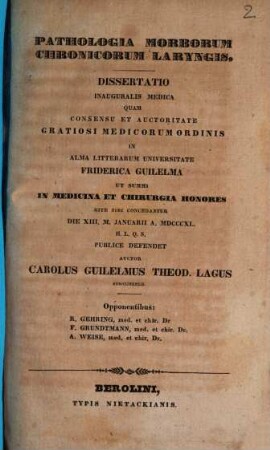 2
PATHOLOGIA MORBORUM
CHRONICORUM LARYNGIS.
DISSERTATIO
INAUGURALIS MEDICA
QUAM
CONSENSU ET AUCTORITATE
GRATIOSI MEDICORUM ORDINIS
IN
ALMA LITTERARUM UNIVERSITATE
FRIDERICA GUILELMA
UT SUMMI
IN MEDICINA ET CHIRURGIA HONORES
RITE SIBI CONCEDANTUR
DIE XIII. M. JANUARII A. MDCCCXL.
H. L. Q. S.
PUBLICE DEFENDET
AUCTOR
CAROLUS GUILELMUS THEOD. LAGUS
Opponentibus:
R. GEHRING, med. et chir. Dr.
F. GRUNDTMANN, med. et chir. Dr.
A. WEISE, med. et chir. Dr.
BEROLINI,
TYPIS NIETACKIANIS.